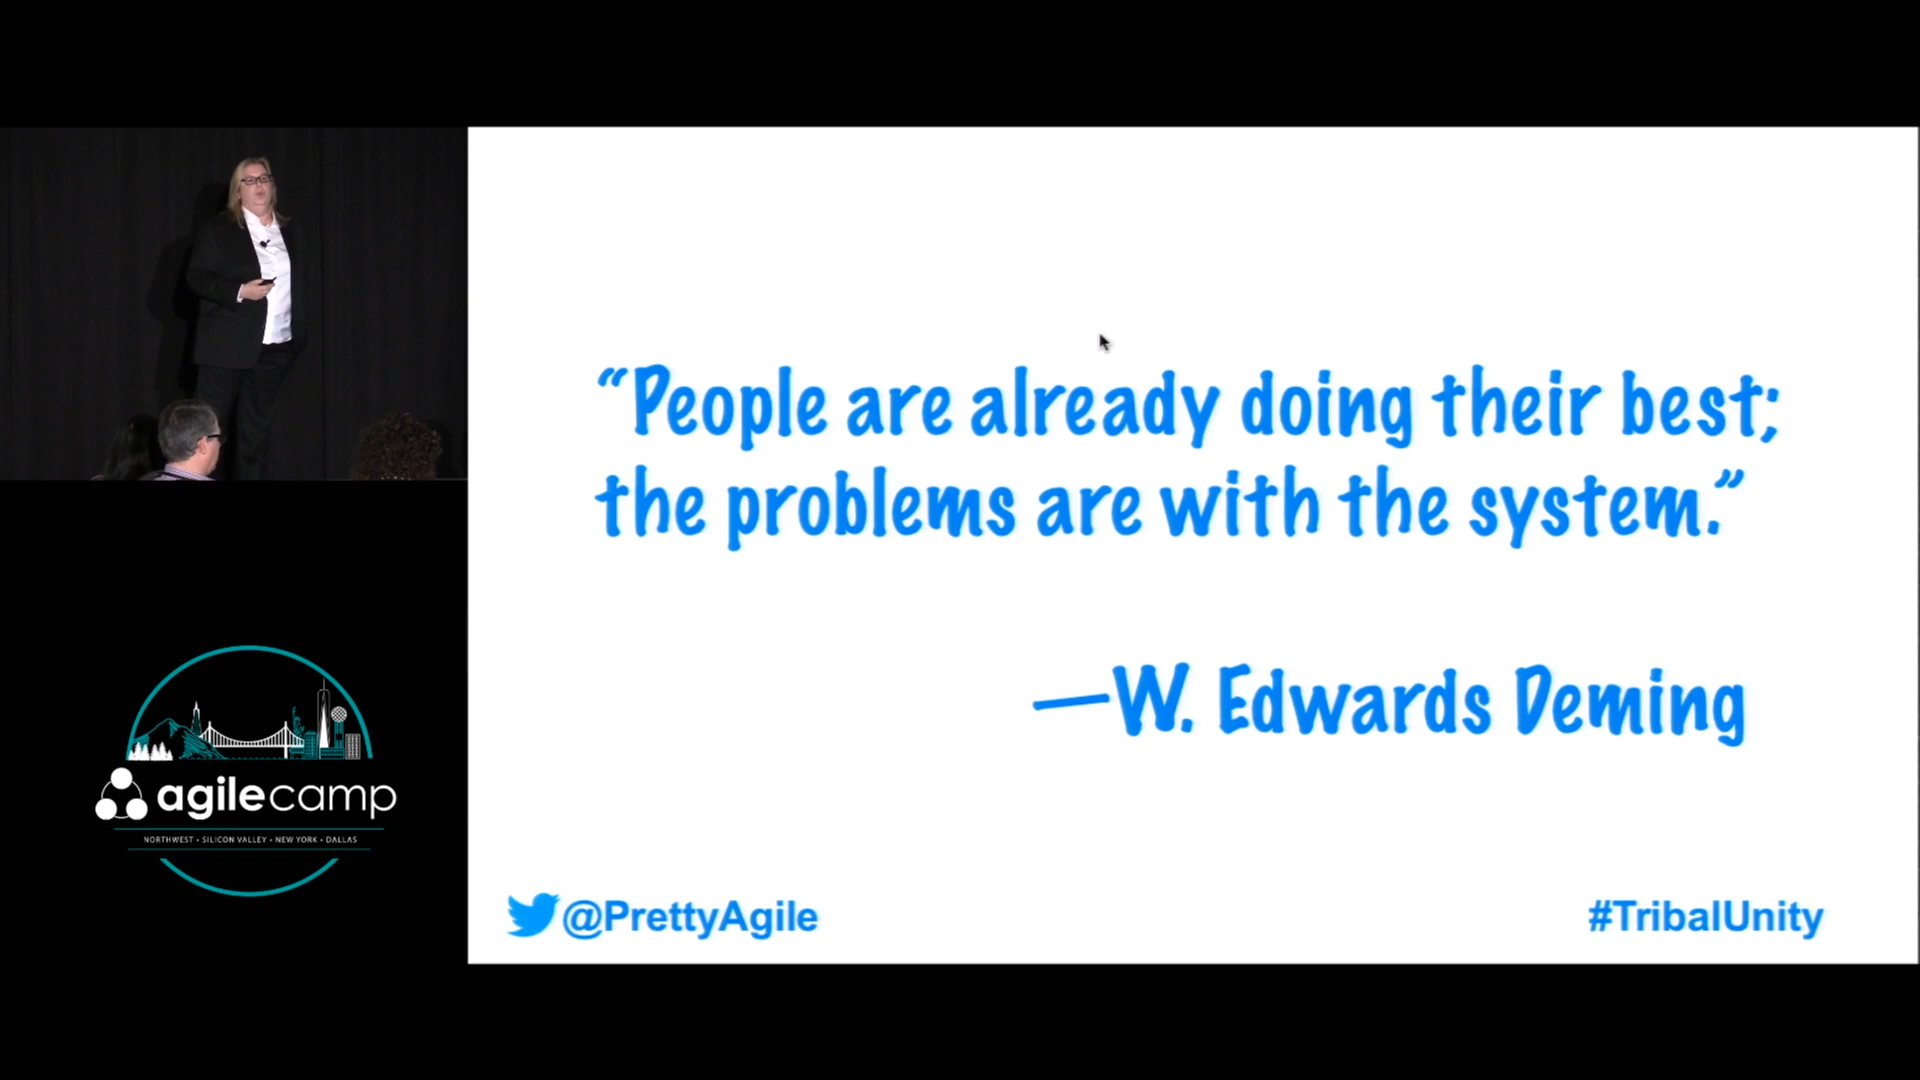 “People are already doing their best;
the problems are with the system.”
—W. Edwards Deming
@PrettyAgile
#TribalUnity
agilecamp
NORTHWEST • SILICON VALLEY • NEW YORK • DALLAS